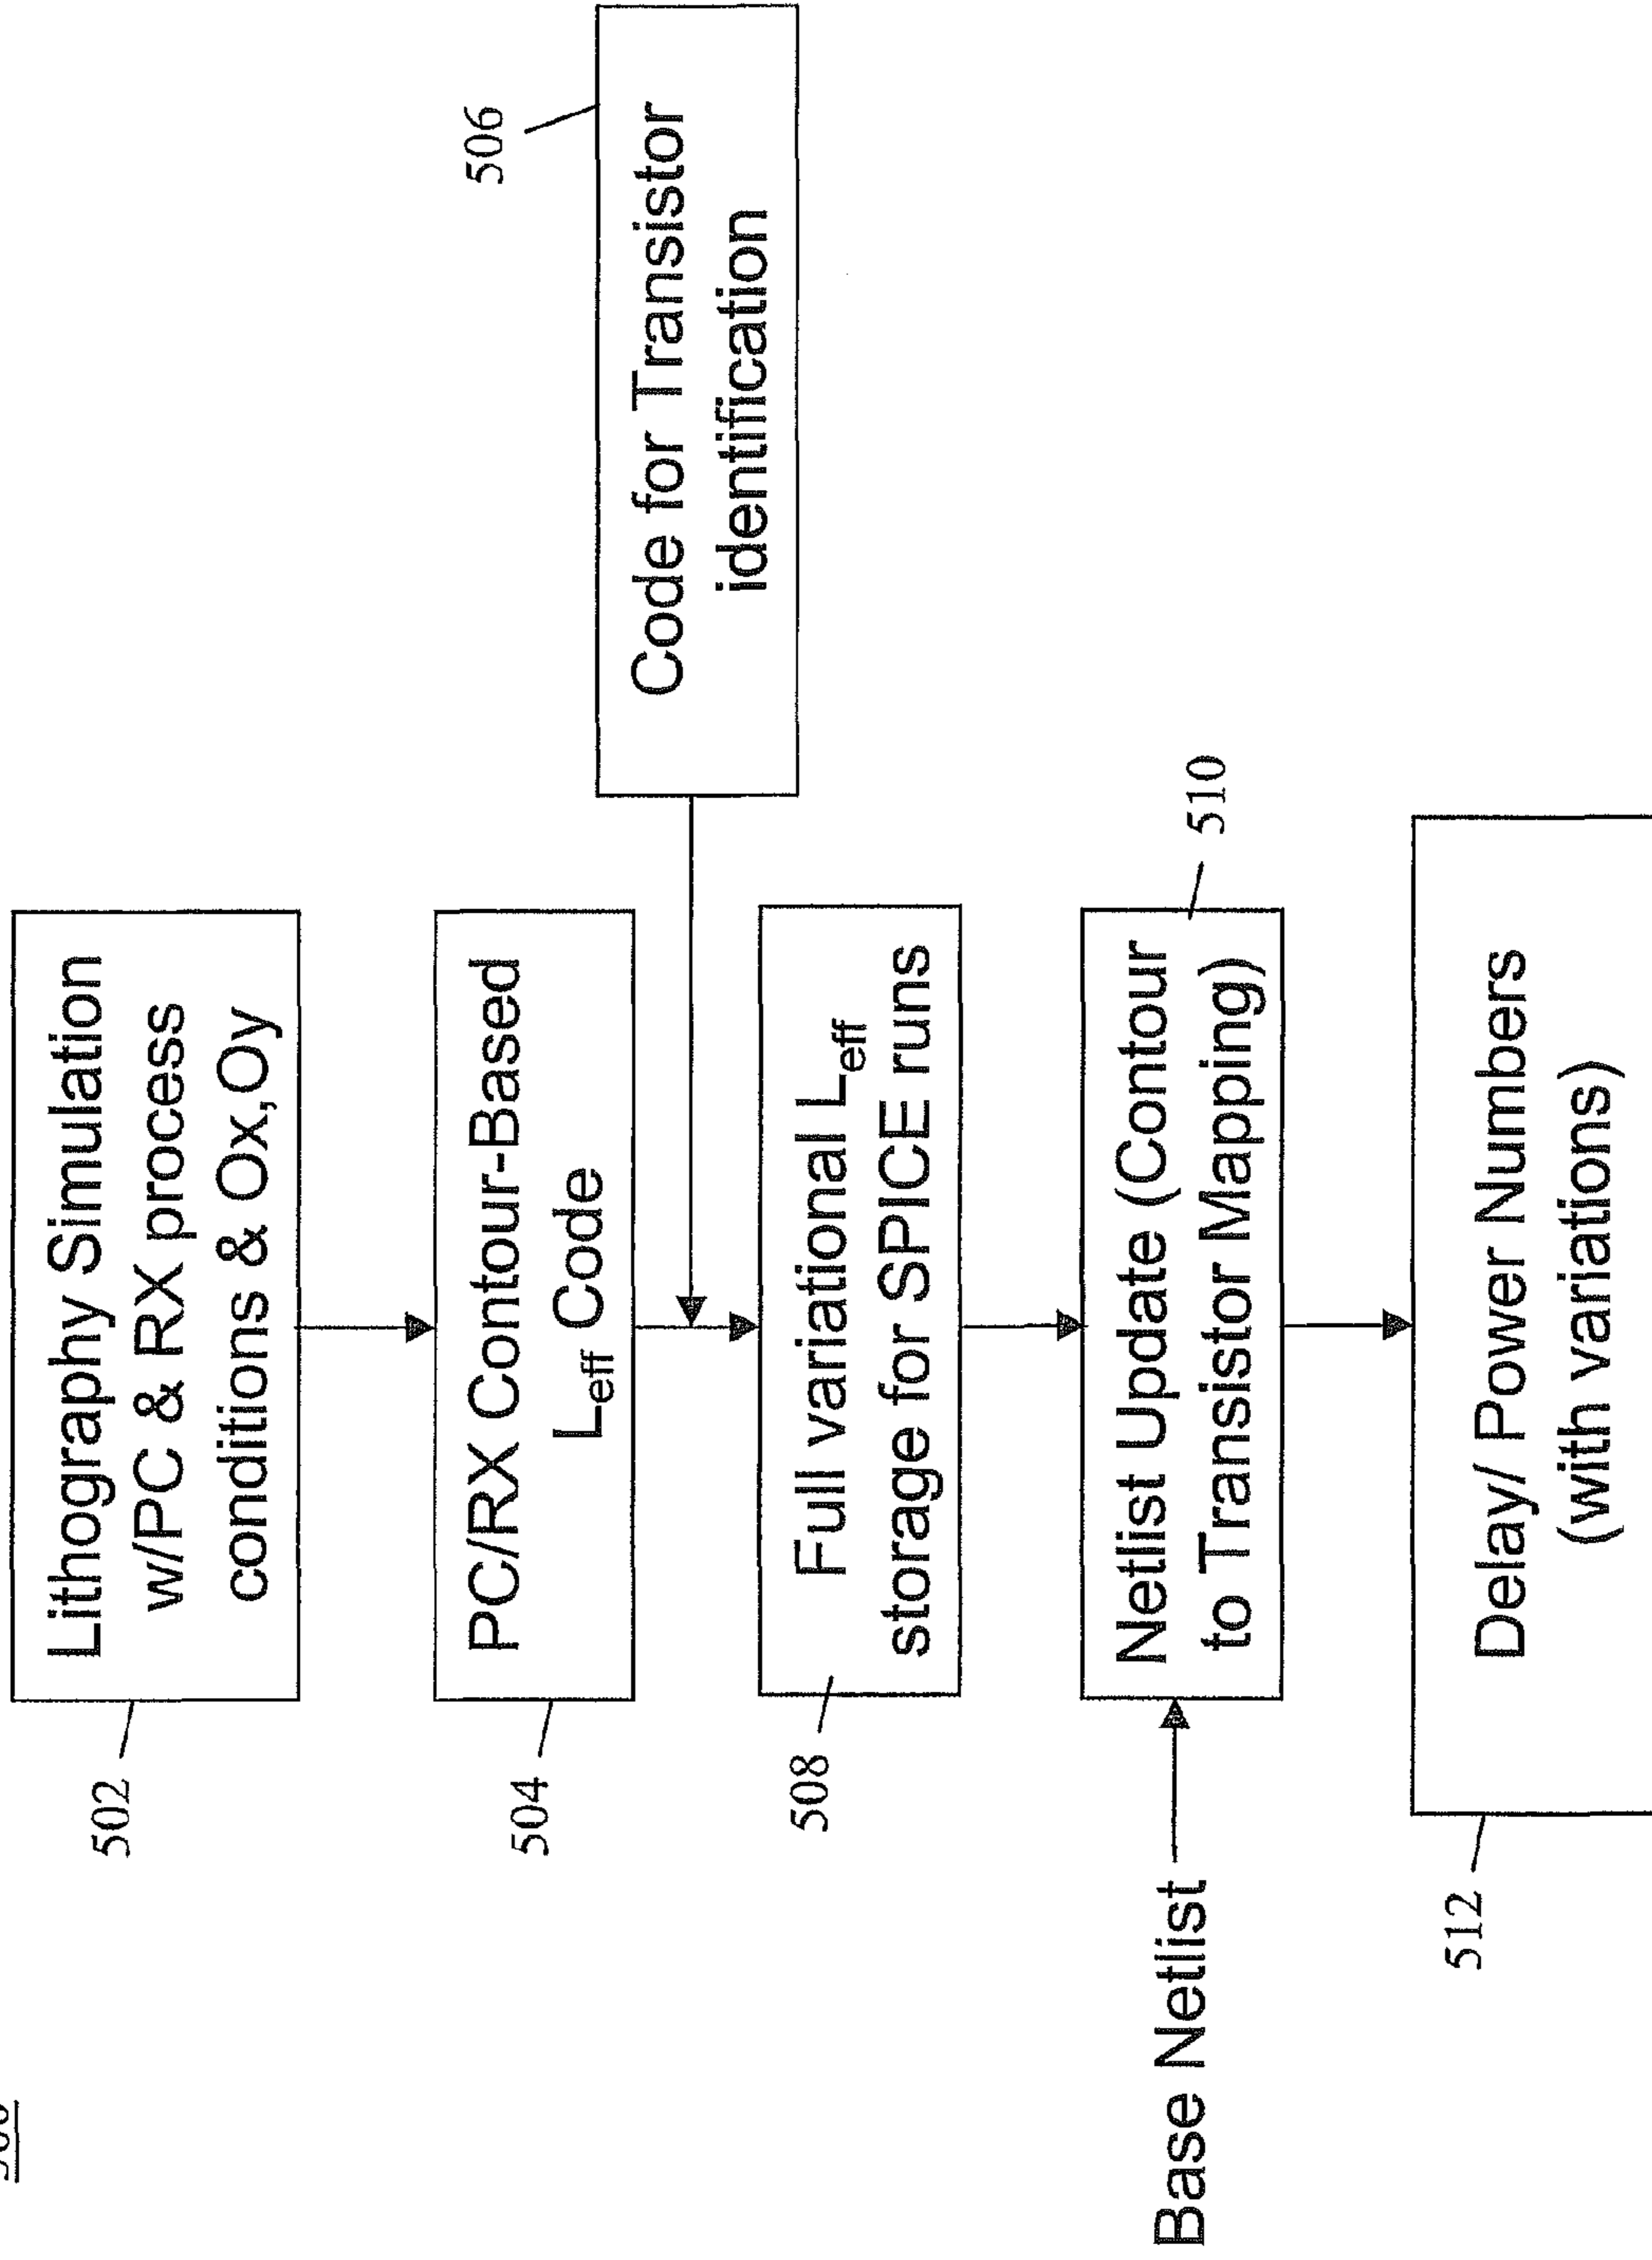 502
Lithography Simulation
w/PC & RX process
conditions & Ox,Oy
504
PC/RX Contour-Based
Leff Code
506
Code for Transistor
identification
508
Full variational Leff
storage for SPICE runs
Base Netlist
Netlist Update (Contour
to Transistor Mapping)
510
512
Delay/ Power Numbers
(with variations)